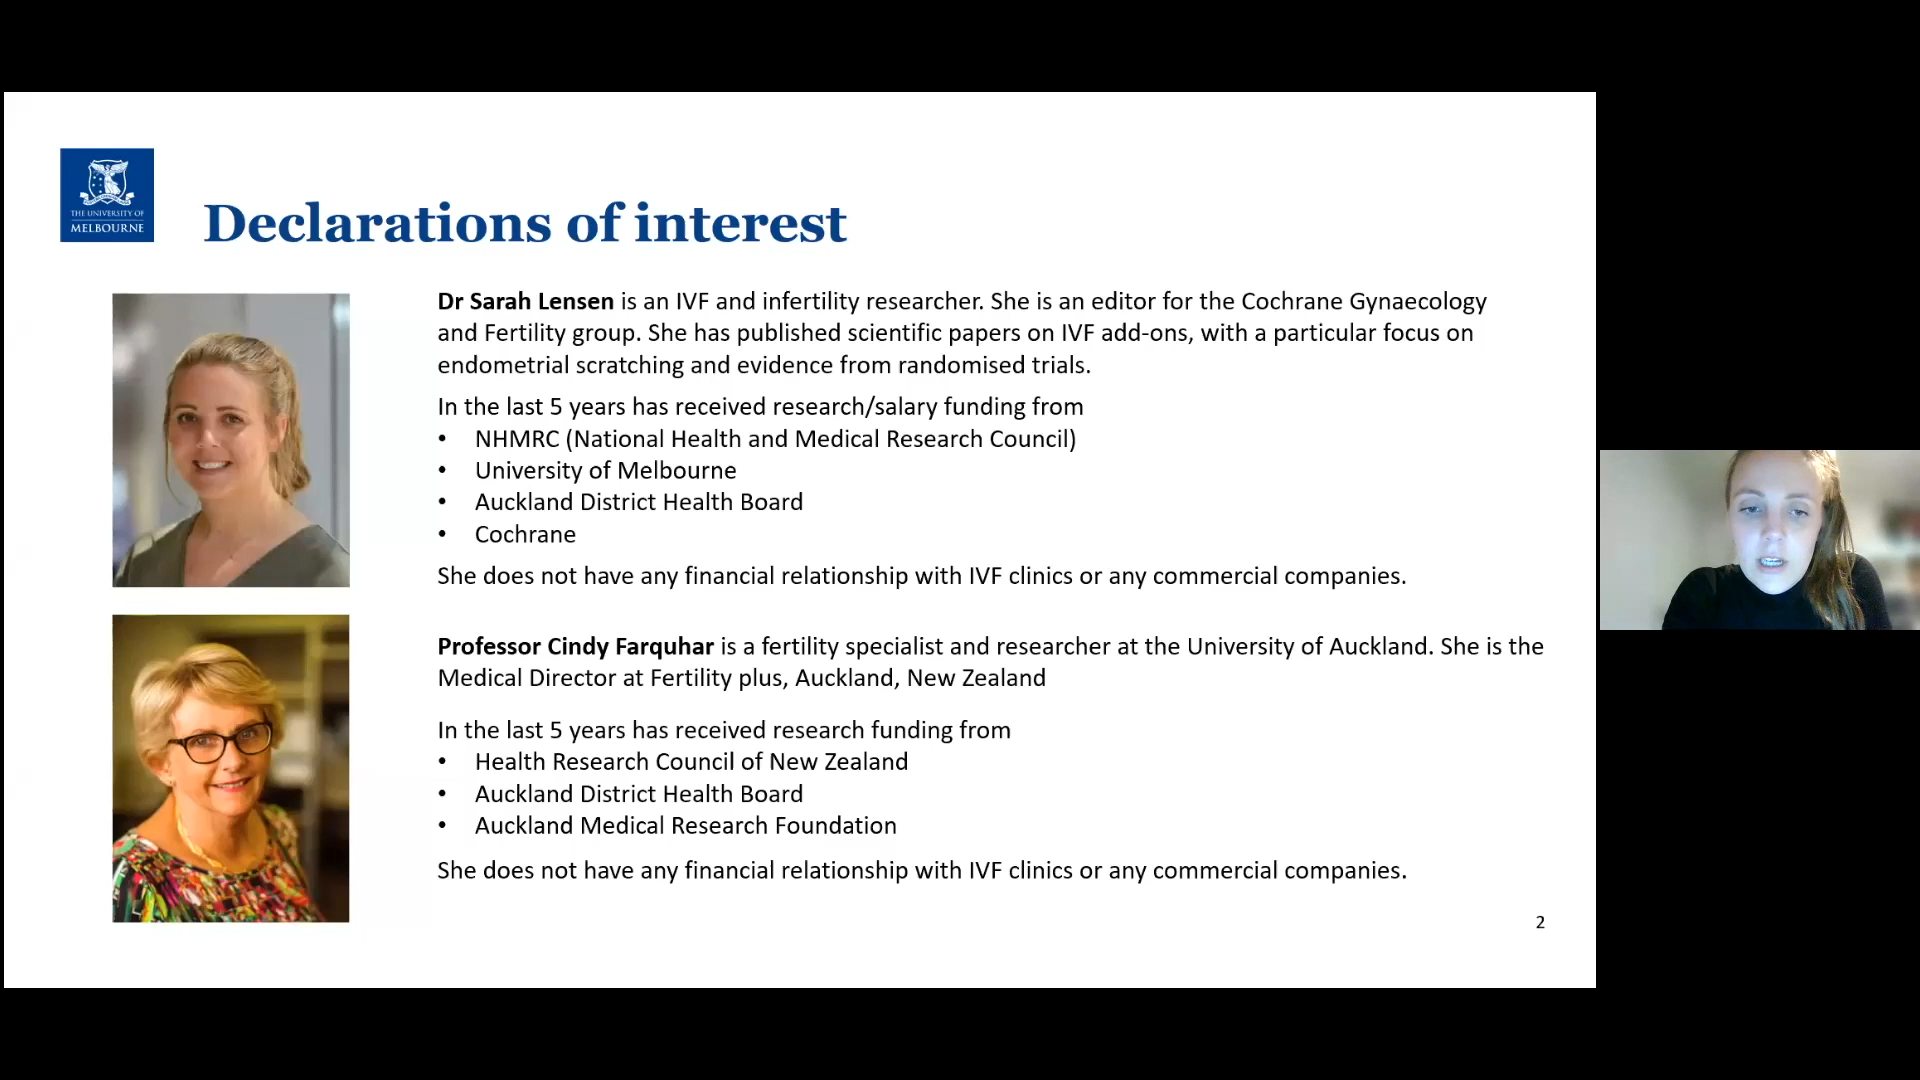 THE UNIVERSITY OF
MELBOURNE
Declarations of interest
Dr Sarah Lensen is an IVF and infertility researcher. She is an editor for the Cochrane Gynaecology
and Fertility group. She has published scientific papers on IVF add-ons, with a particular focus on
endometrial scratching and evidence from randomised trials.
In the last 5 years has received research/salary funding from
• NHMRC (National Health and Medical Research Council)
• University of Melbourne
• Auckland District Health Board
• Cochrane
She does not have any financial relationship with IVF clinics or any commercial companies.
Professor Cindy Farquhar is a fertility specialist and researcher at the University of Auckland. She is the
Medical Director at Fertility plus, Auckland, New Zealand
In the last 5 years has received research funding from
• Health Research Council of New Zealand
• Auckland District Health Board
• Auckland Medical Research Foundation
She does not have any financial relationship with IVF clinics or any commercial companies.
2